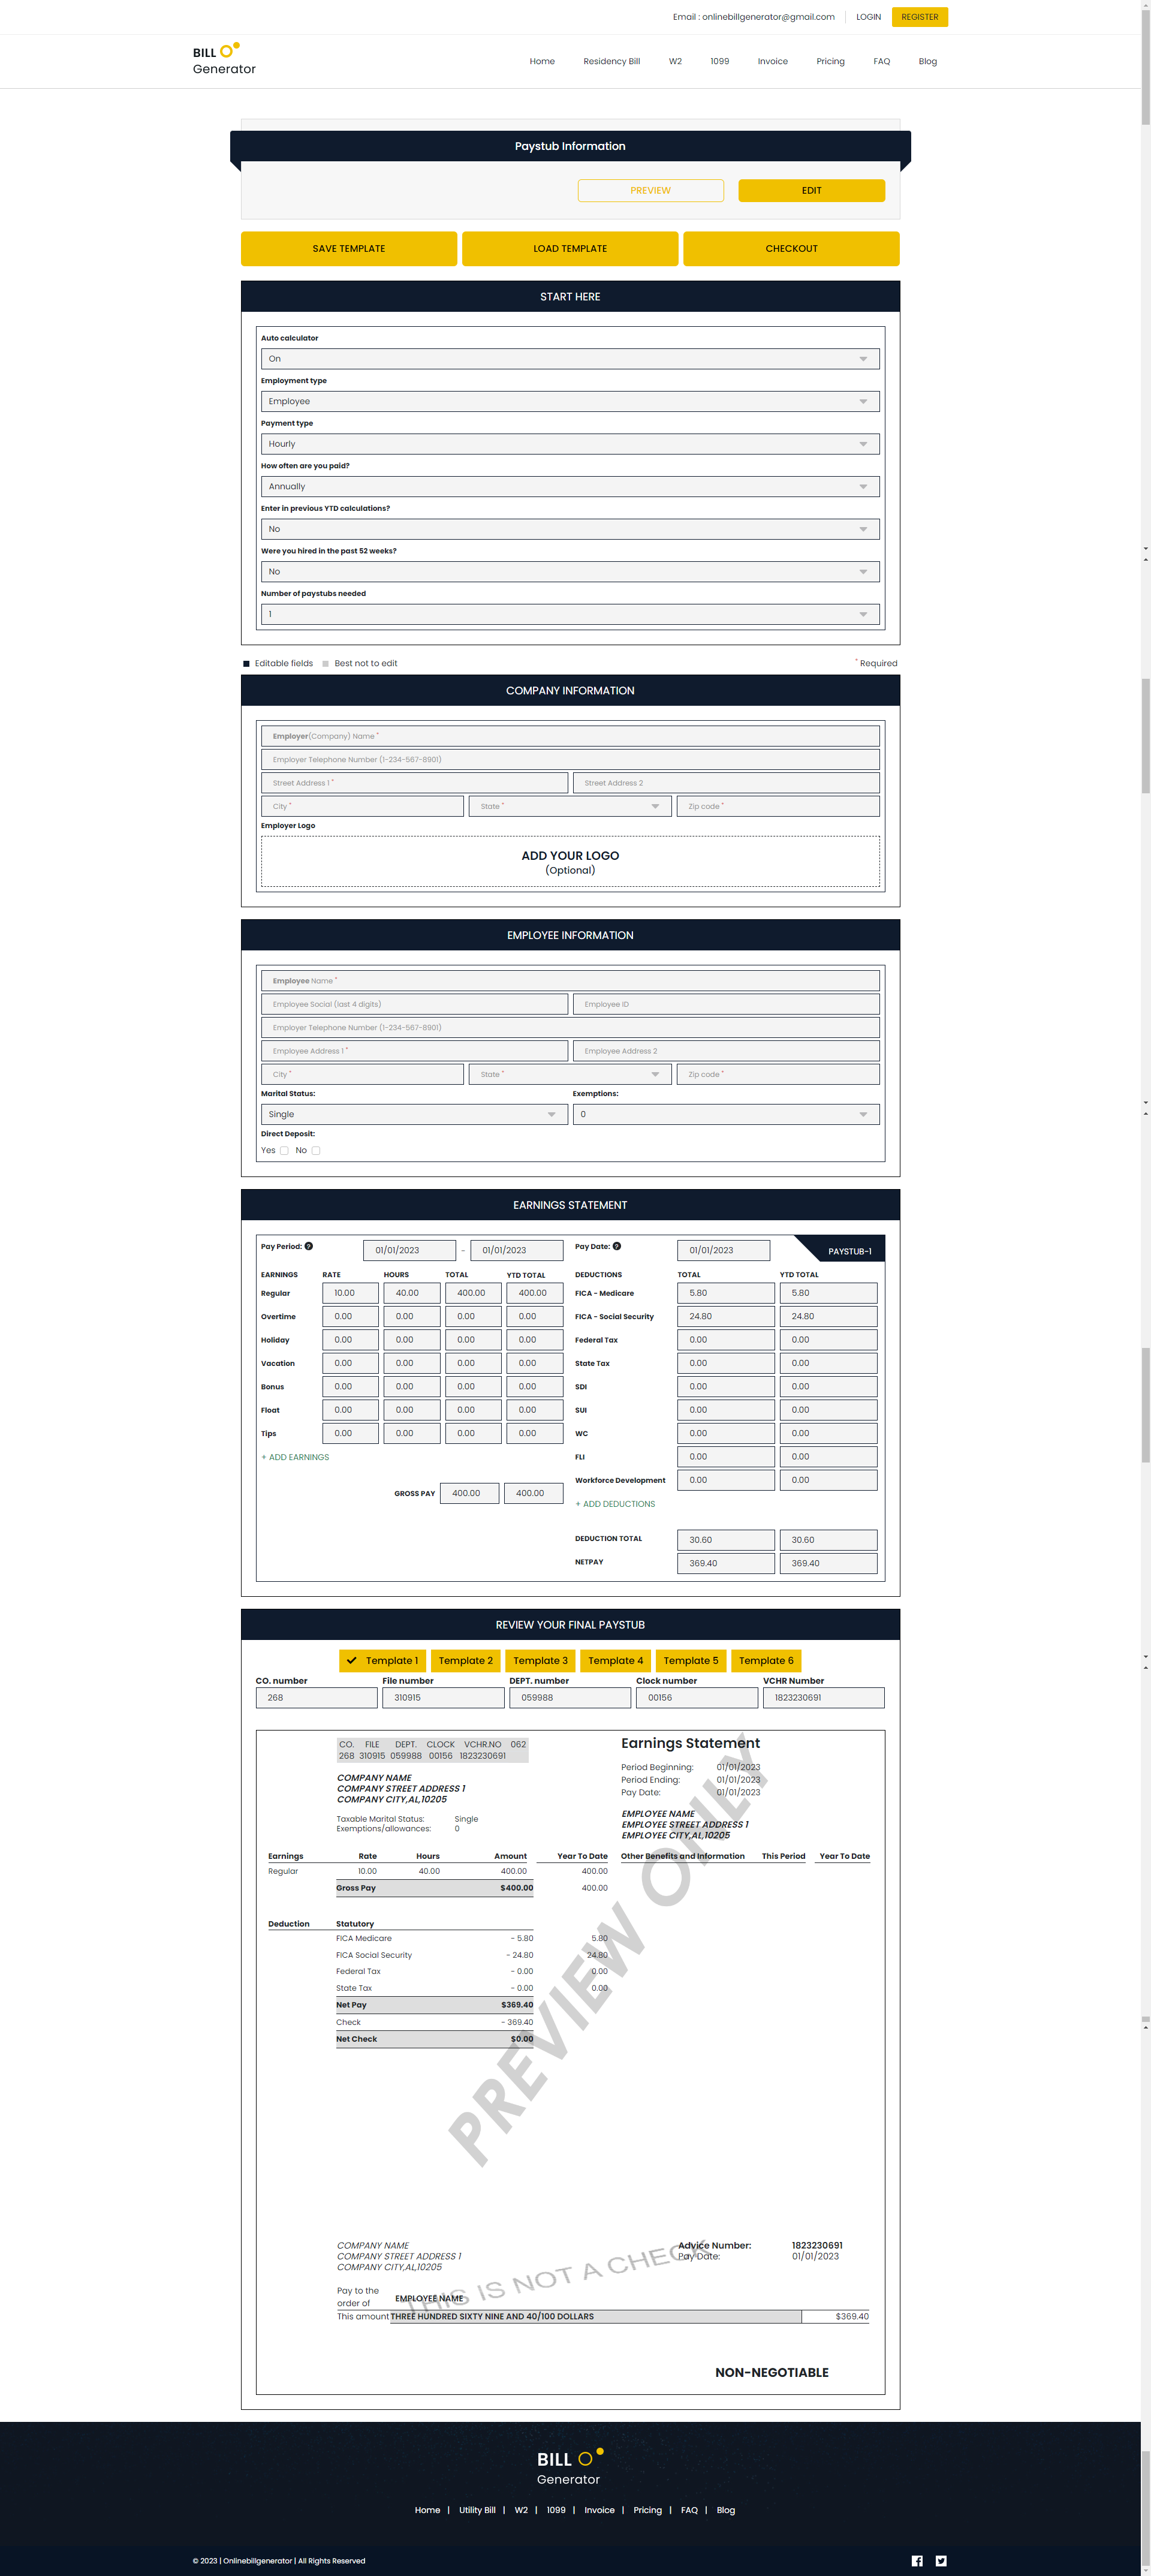 Email : onlinebillgenerator@gmail.com LOGIN REGISTER
BILL
Generator
Home Residency Bill W2 1099 Invoice Pricing FAQ Blog
Paystub Information
PREVIEW EDIT
SAVE TEMPLATE LOAD TEMPLATE CHECKOUT
START HERE
Auto calculator
On
Employment type
Employee
Payment type
Hourly
How often are you paid?
Annually
Enter in previous YTD calculations?
No
Were you hired in the past 52 weeks?
No
Number of paystubs needed
1
Editable fields Best not to edit * Required
COMPANY INFORMATION
Employer(Company) Name *
Employer Telephone Number (1-234-567-8901)
Street Address 1 * Street Address 2
City * State * Zip code *
Employer Logo
ADD YOUR LOGO
(Optional)
EMPLOYEE INFORMATION
Employee Name *
Employee Social (last 4 digits) Employee ID
Employer Telephone Number (1-234-567-8901)
Employee Address 1 * Employee Address 2
City * State * Zip code *
Marital Status: Exemptions:
Single 0
Direct Deposit:
Yes No
EARNINGS STATEMENT
Pay Period: ? 01/01/2023 - 01/01/2023 Pay Date: ? 01/01/2023 PAYSTUB-1
EARNINGS RATE HOURS TOTAL YTD TOTAL DEDUCTIONS TOTAL YTD TOTAL
Regular 10.00 40.00 400.00 400.00 FICA - Medicare 5.80 5.80
Overtime 0.00 0.00 0.00 0.00 FICA - Social Security 24.80 24.80
Holiday 0.00 0.00 0.00 0.00 Federal Tax 0.00 0.00
Vacation 0.00 0.00 0.00 0.00 State Tax 0.00 0.00
Bonus 0.00 0.00 0.00 0.00 SDI 0.00 0.00
Float 0.00 0.00 0.00 0.00 SUI 0.00 0.00
Tips 0.00 0.00 0.00 0.00 WC 0.00 0.00
+ ADD EARNINGS FLI 0.00 0.00
Workforce Development 0.00 0.00
GROSS PAY 400.00 400.00
+ ADD DEDUCTIONS
DEDUCTION TOTAL 30.60 30.60
NETPAY 369.40 369.40
REVIEW YOUR FINAL PAYSTUB
Template 1 Template 2 Template 3 Template 4 Template 5 Template 6
CO. number File number DEPT. number Clock number VCHR Number
268 310915 059988 00156 1823230691
CO. FILE DEPT. CLOCK VCHR.NO 062
268 310915 059988 00156 1823230691
Earnings Statement
Period Beginning: 01/01/2023
Period Ending: 01/01/2023
Pay Date: 01/01/2023
COMPANY NAME
COMPANY STREET ADDRESS 1
COMPANY CITY,AL,10205
Taxable Marital Status: Single
Exemptions/allowances: 0
EMPLOYEE NAME
EMPLOYEE STREET ADDRESS 1
EMPLOYEE CITY,AL,10205
Earnings Rate Hours Amount Year To Date Other Benefits and Information This Period Year To Date
Regular 10.00 40.00 400.00 400.00
Gross Pay $400.00 400.00
Deduction Statutory
FICA Medicare - 5.80 5.80
FICA Social Security - 24.80 24.80
Federal Tax - 0.00 0.00
State Tax - 0.00 0.00
Net Pay $369.40
Check - 369.40
Net Check $0.00
PREVIEW ONLY
COMPANY NAME
COMPANY STREET ADDRESS 1
COMPANY CITY,AL,10205
Advice Number: 1823230691
Pay Date: 01/01/2023
THIS IS NOT A CHECK
Pay to the
order of EMPLOYEE NAME
This amount THREE HUNDRED SIXTY NINE AND 40/100 DOLLARS $369.40
NON-NEGOTIABLE
BILL
Generator
Home | Utility Bill | W2 | 1099 | Invoice | Pricing | FAQ | Blog
© 2023 | Onlinebillgenerator | All Rights Reserved